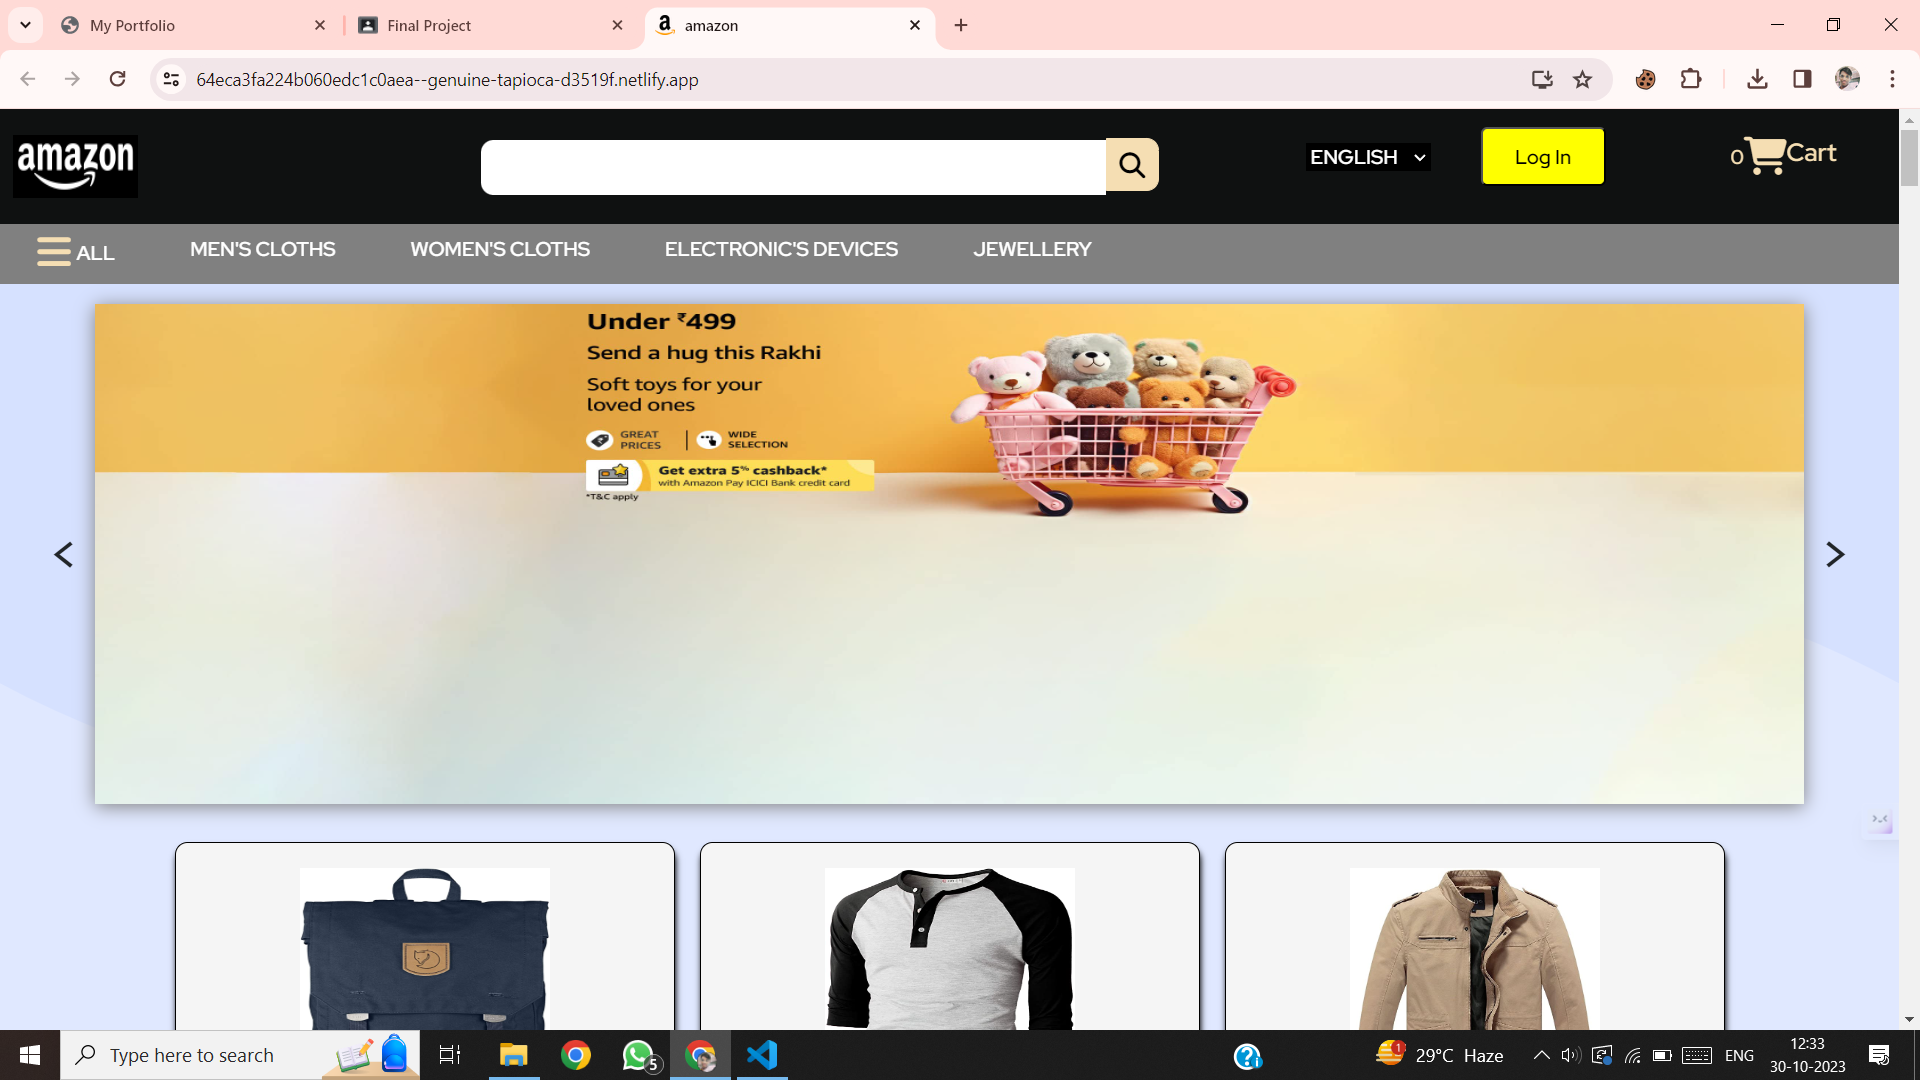 My Portfolio
Final Project
amazon
64eca3fa224b060edc1c0aea--genuine-tapioca-d3519f.netlify.app
amazon
ENGLISH
Log In
0 Cart
ALL
MEN'S CLOTHS
WOMEN'S CLOTHS
ELECTRONIC'S DEVICES
JEWELLERY
Under ₹499
Send a hug this Rakhi
Soft toys for your
loved ones
GREAT
PRICES
WIDE
SELECTION
Get extra 5% cashback*
with Amazon Pay ICICI Bank credit card
*T&C apply
Type here to search
5
1
29°C Haze
ENG
12:33
30-10-2023